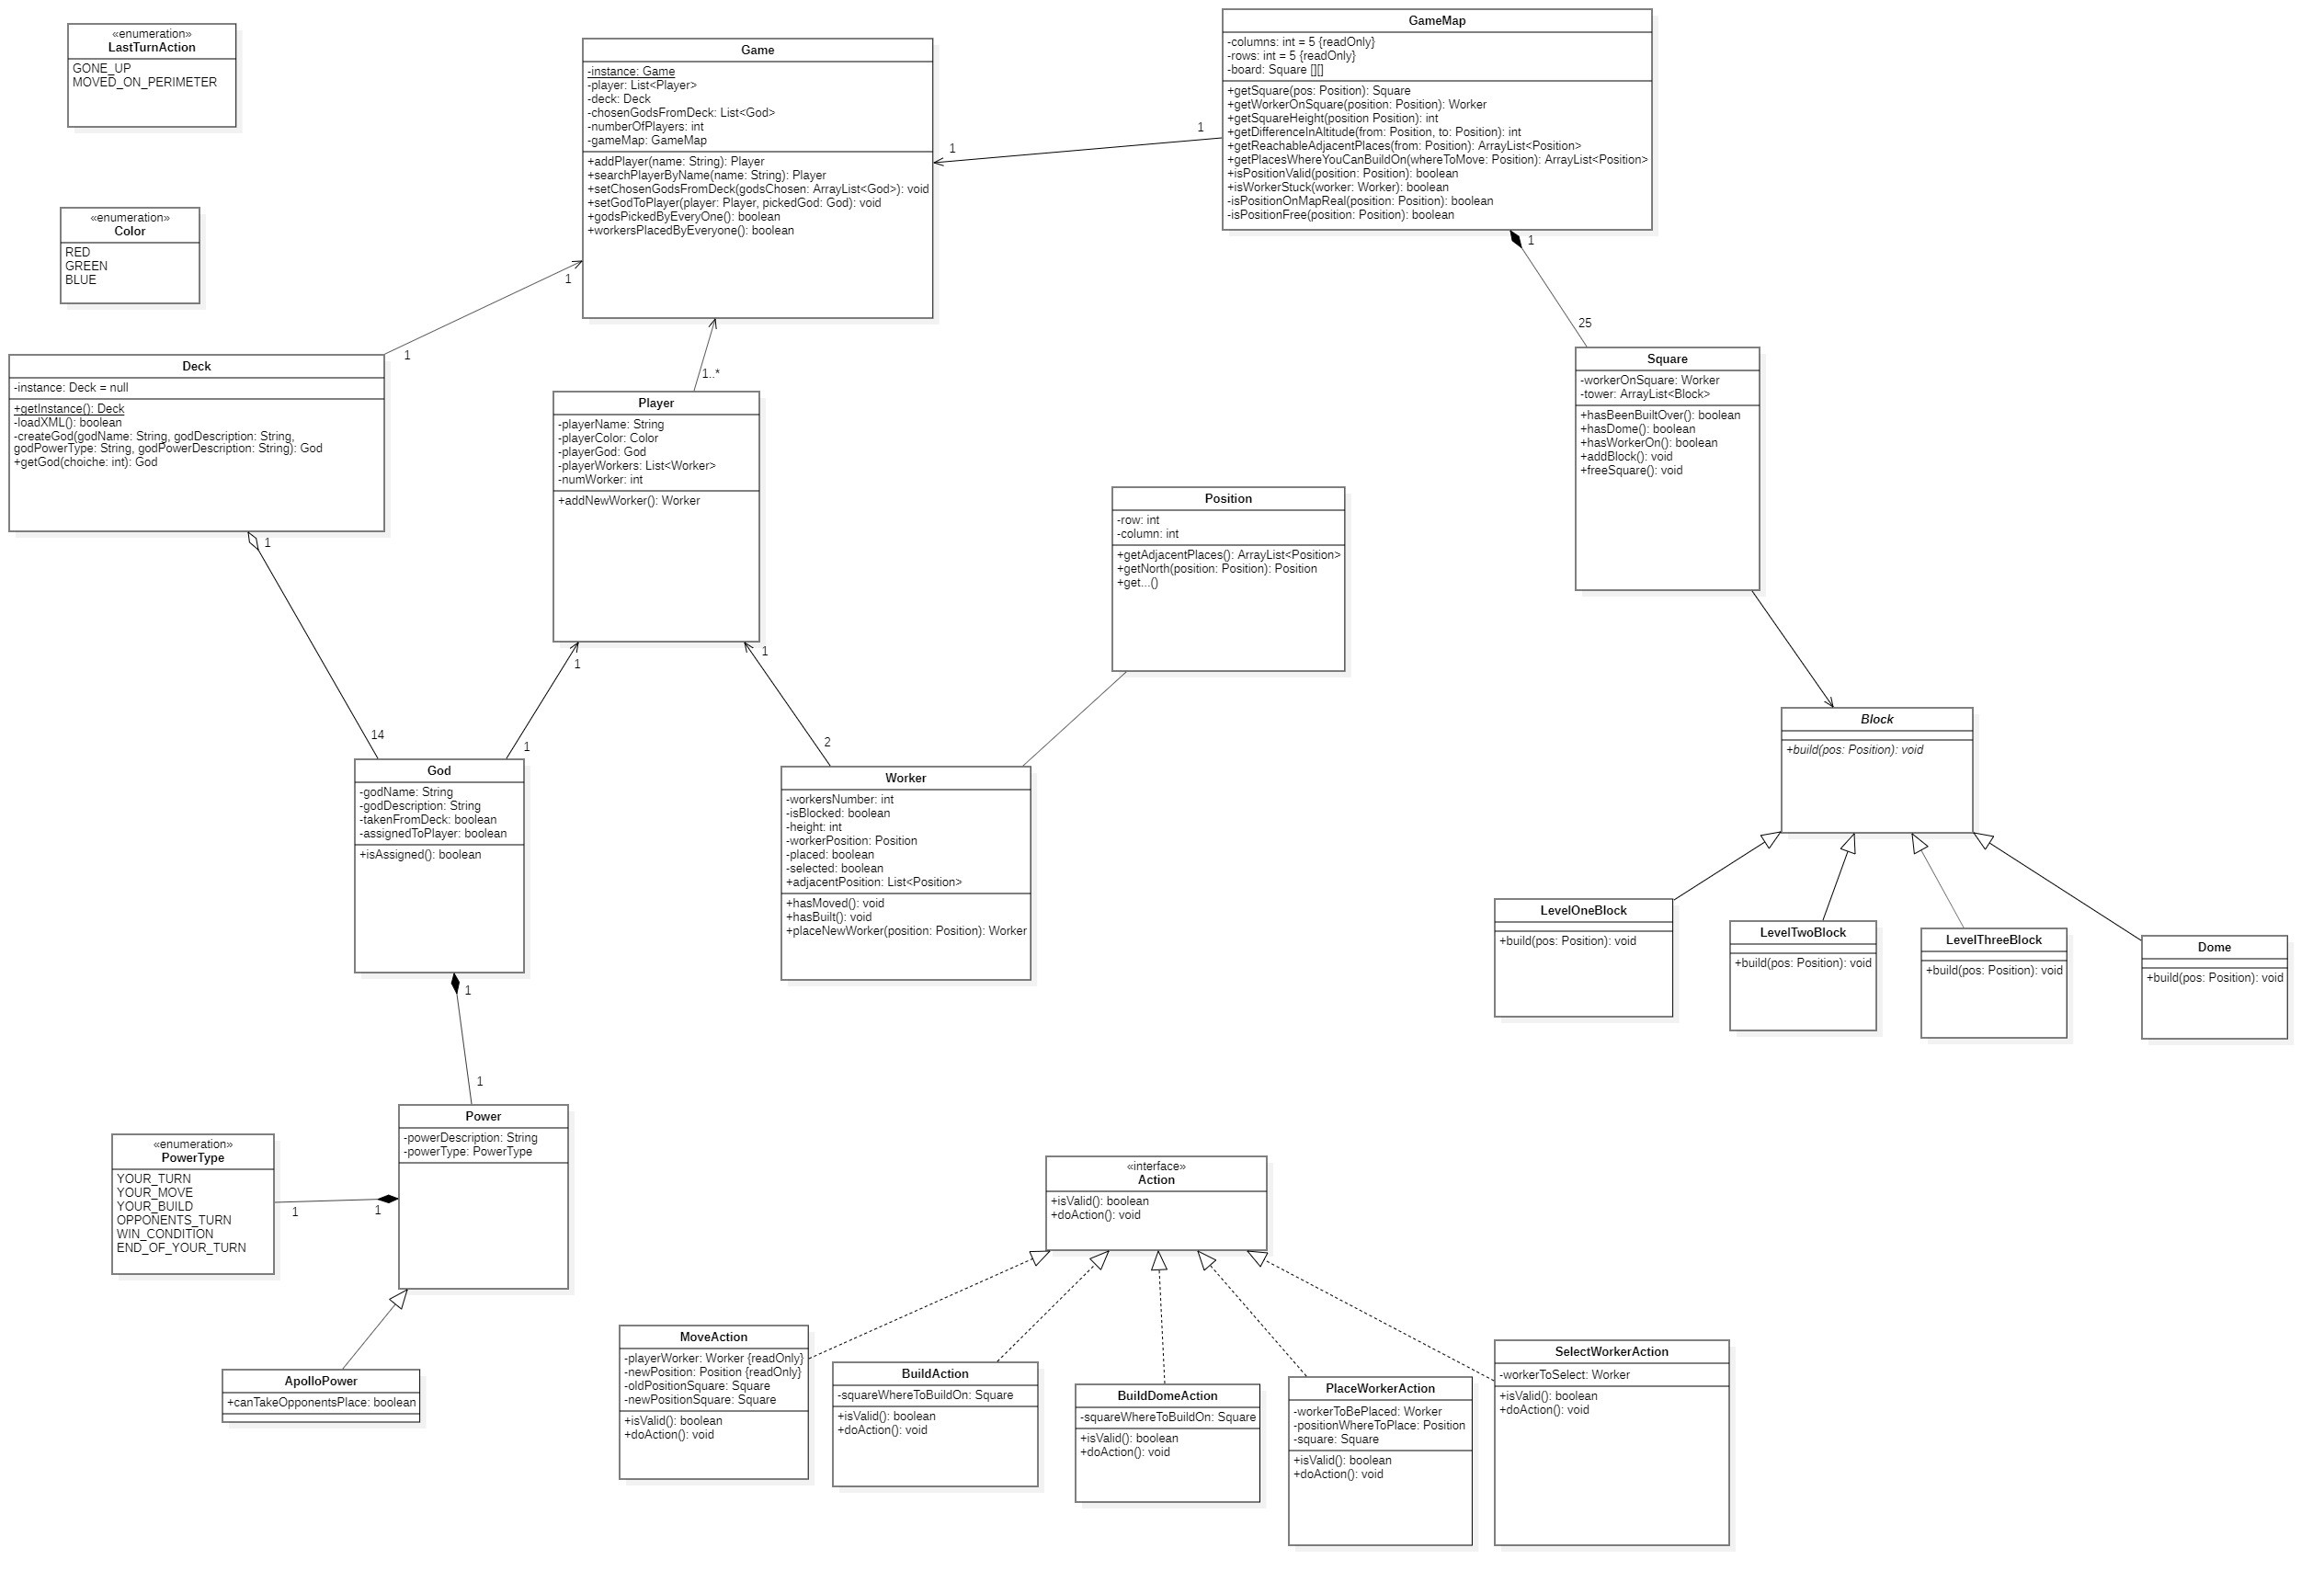 «enumeration»
LastTurnAction
GONE_UP
MOVED_ON_PERIMETER
«enumeration»
Color
RED
GREEN
BLUE
Game
-instance: Game
-player: List<Player>
-deck: Deck
-chosenGodsFromDeck: List<God>
-numberOfPlayers: int
-gameMap: GameMap
+addPlayer(name: String): Player
+searchPlayerByName(name: String): Player
+setChosenGodsFromDeck(godsChosen: ArrayList<God>): void
+setGodToPlayer(player: Player, pickedGod: God): void
+godsPickedByEveryOne(): boolean
+workersPlacedByEveryone(): boolean
1
1
GameMap
-columns: int = 5 {readOnly}
-rows: int = 5 {readOnly}
-board: Square [][]
+getSquare(pos: Position): Square
+getWorkerOnSquare(position: Position): Worker
+getSquareHeight(position Position): int
+getDifferenceInAltitude(from: Position, to: Position): int
+getReachableAdjacentPlaces(from: Position): ArrayList<Position>
+getPlacesWhereYouCanBuildOn(whereToMove: Position): ArrayList<Position>
+isPositionValid(position: Position): boolean
+isWorkerStuck(worker: Worker): boolean
-isPositionOnMapReal(position: Position): boolean
-isPositionFree(position: Position): boolean
1
25
1
1
1..*
Deck
-instance: Deck = null
+getInstance(): Deck
-loadXML(): boolean
-createGod(godName: String, godDescription: String,
godPowerType: String, godPowerDescription: String): God
+getGod(choiche: int): God
1
14
Player
-playerName: String
-playerColor: Color
-playerGod: God
-playerWorkers: List<Worker>
-numWorker: int
+addNewWorker(): Worker
1
1
1
2
Position
-row: int
-column: int
+getAdjacentPlaces(): ArrayList<Position>
+getNorth(position: Position): Position
+get...()
Square
-workerOnSquare: Worker
-tower: ArrayList<Block>
+hasBeenBuiltOver(): boolean
+hasDome(): boolean
+hasWorkerOn(): boolean
+addBlock(): void
+freeSquare(): void
Block
+build(pos: Position): void
God
-godName: String
-godDescription: String
-takenFromDeck: boolean
-assignedToPlayer: boolean
+isAssigned(): boolean
1
1
Worker
-workersNumber: int
-isBlocked: boolean
-height: int
-workerPosition: Position
-placed: boolean
-selected: boolean
+adjacentPosition: List<Position>
+hasMoved(): void
+hasBuilt(): void
+placeNewWorker(position: Position): Worker
LevelOneBlock
+build(pos: Position): void
LevelTwoBlock
+build(pos: Position): void
LevelThreeBlock
+build(pos: Position): void
Dome
+build(pos: Position): void
Power
-powerDescription: String
-powerType: PowerType
«enumeration»
PowerType
YOUR_TURN
YOUR_MOVE
YOUR_BUILD
OPPONENTS_TURN
WIN_CONDITION
END_OF_YOUR_TURN
1
1
ApolloPower
+canTakeOpponentsPlace: boolean
«interface»
Action
+isValid(): boolean
+doAction(): void
MoveAction
-playerWorker: Worker {readOnly}
-newPosition: Position {readOnly}
-oldPositionSquare: Square
-newPositionSquare: Square
+isValid(): boolean
+doAction(): void
BuildAction
-squareWhereToBuildOn: Square
+isValid(): boolean
+doAction(): void
BuildDomeAction
-squareWhereToBuildOn: Square
+isValid(): boolean
+doAction(): void
PlaceWorkerAction
-workerToBePlaced: Worker
-positionWhereToPlace: Position
-square: Square
+isValid(): boolean
+doAction(): void
SelectWorkerAction
-workerToSelect: Worker
+isValid(): boolean
+doAction(): void